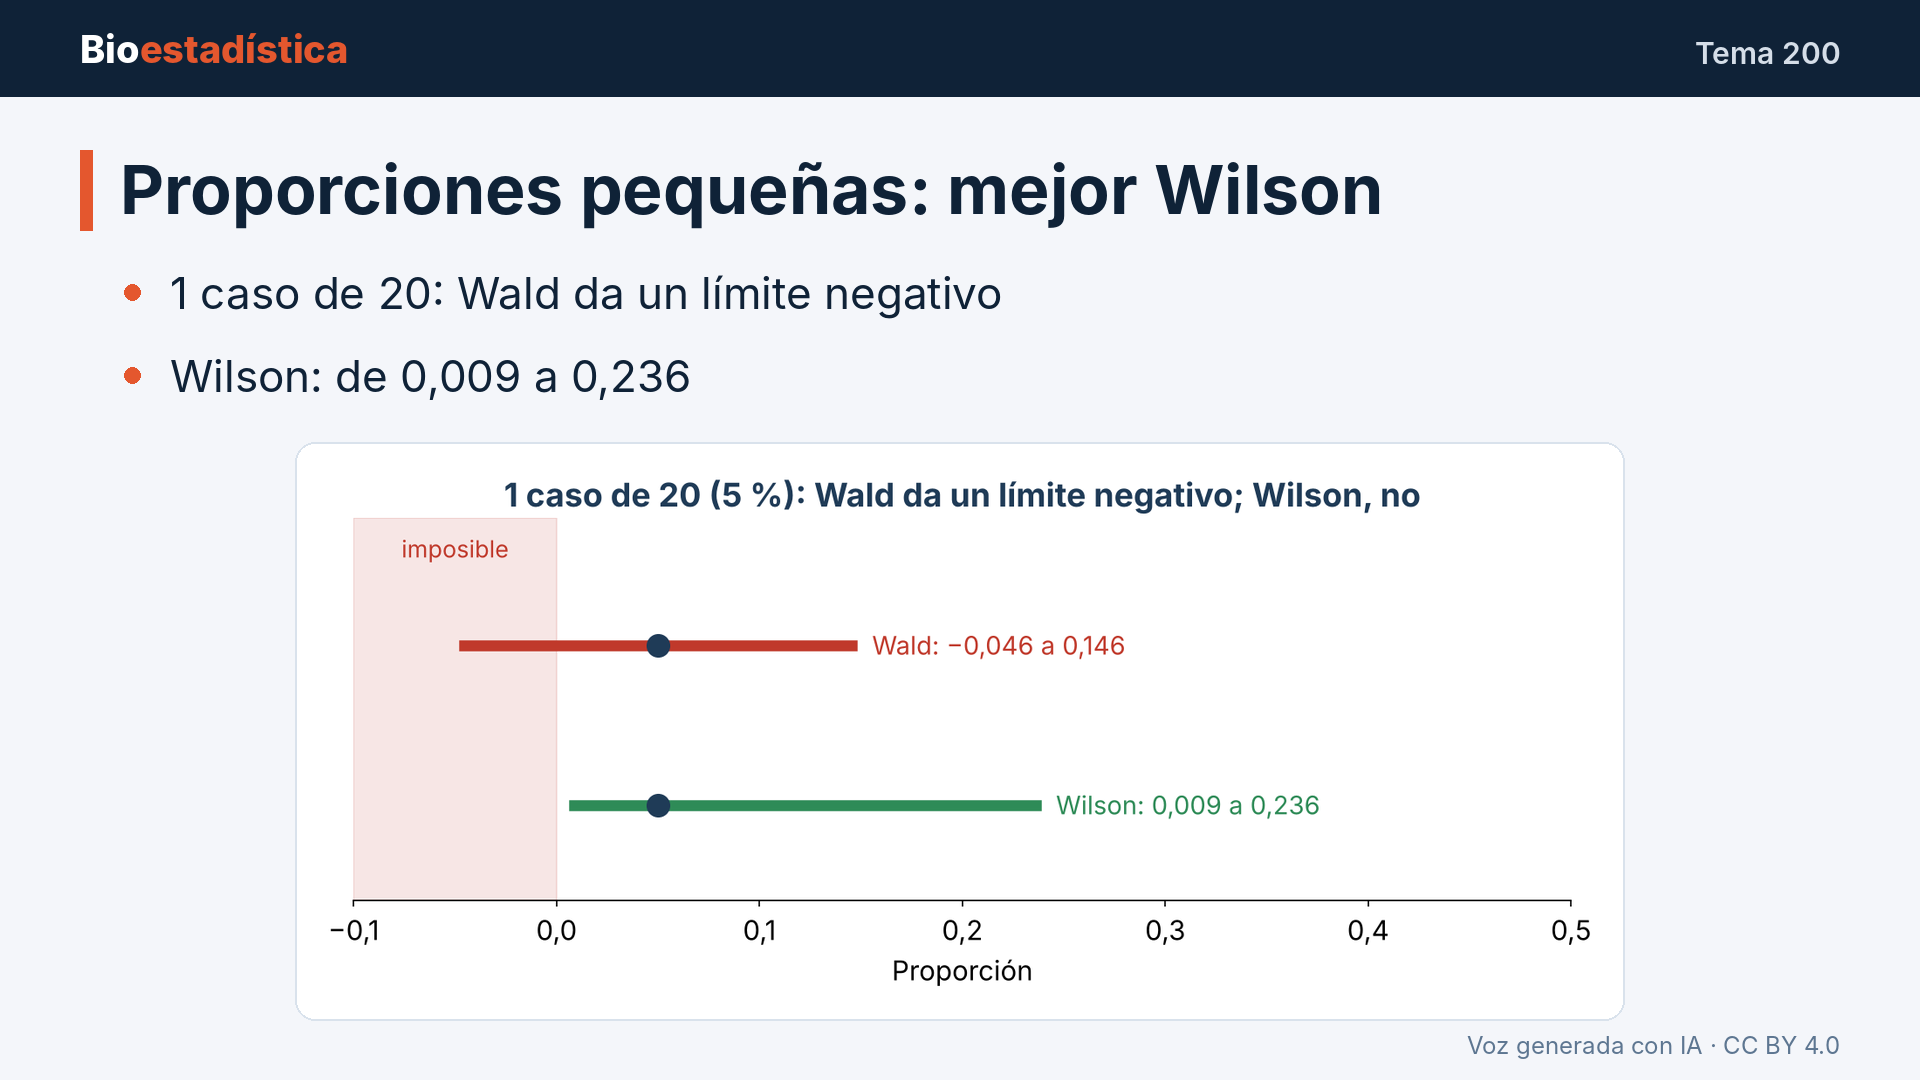 Bioestadística
Tema 200
Proporciones pequeñas: mejor Wilson
• 1 caso de 20: Wald da un límite negativo
• Wilson: de 0,009 a 0,236
1 caso de 20 (5 %): Wald da un límite negativo; Wilson, no
imposible
Wald: −0,046 a 0,146
Wilson: 0,009 a 0,236
−0,1 0,0 0,1 0,2 0,3 0,4 0,5
Proporción
Voz generada con IA · CC BY 4.0